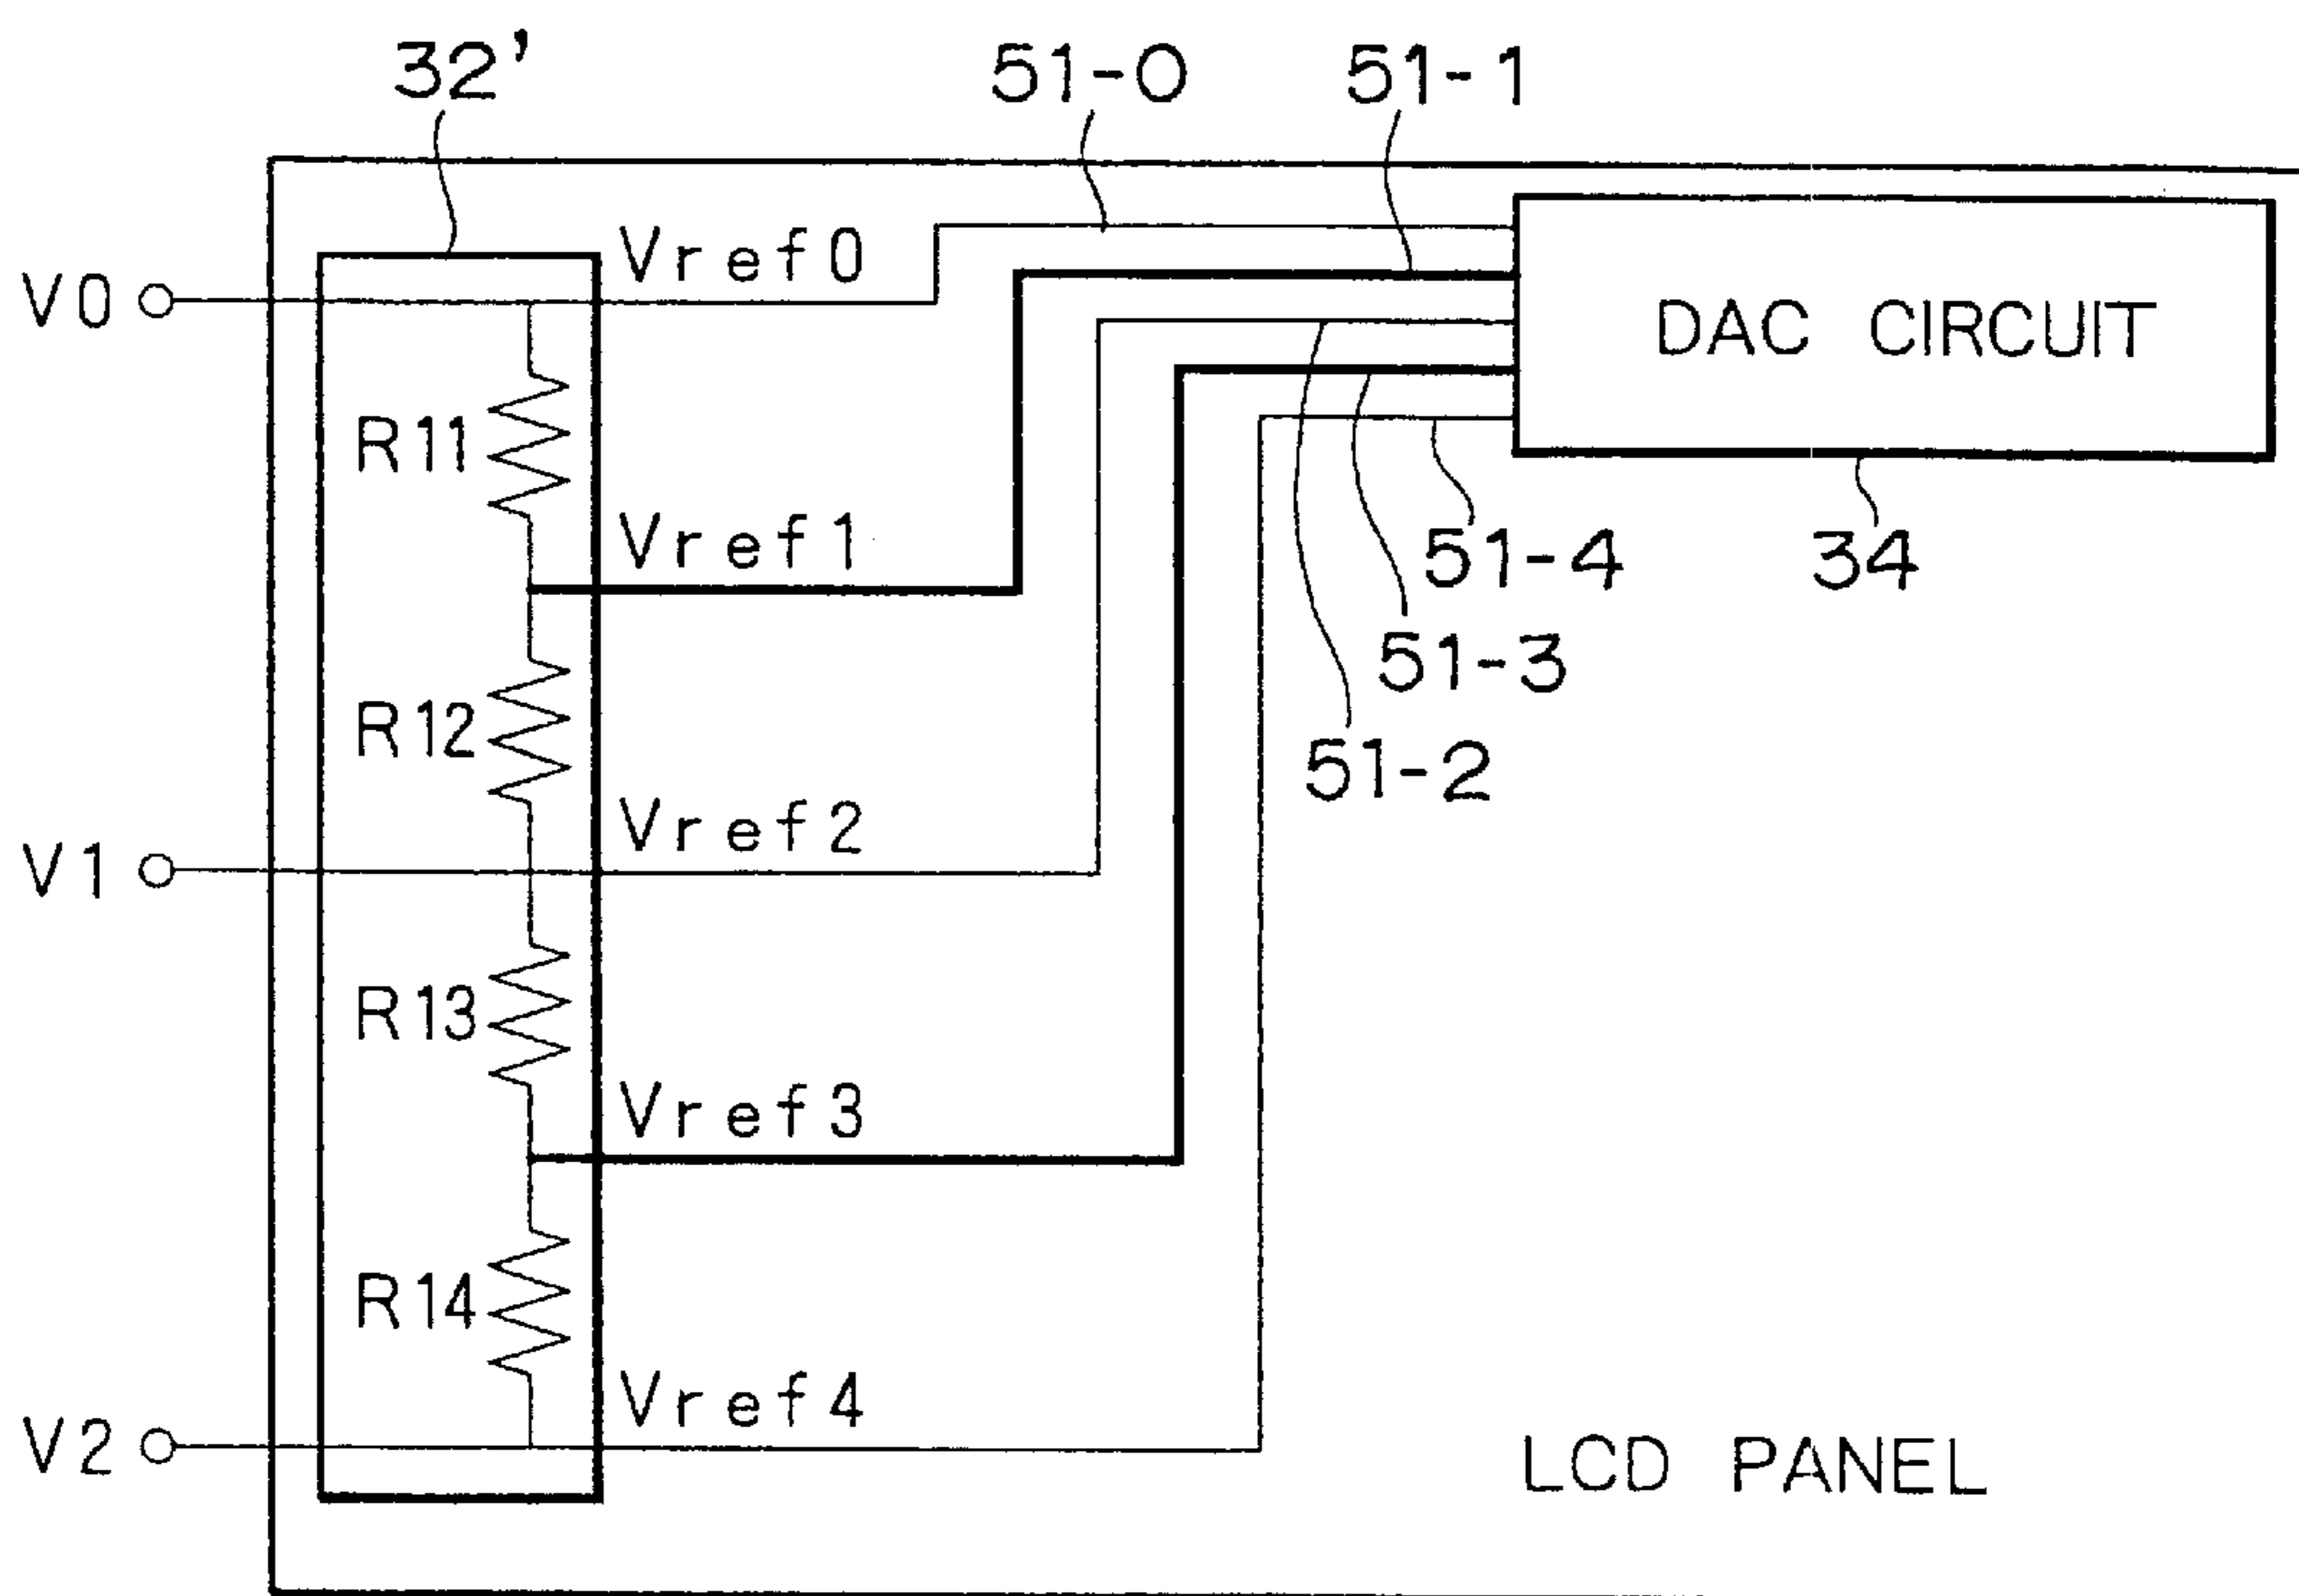 32'
51-0
51-1
V0
Vref0
DAC CIRCUIT
R11
Vref1
51-4
34
51-3
R12
51-2
Vref2
V1
R13
Vref3
R14
Vref4
V2
LCD PANEL